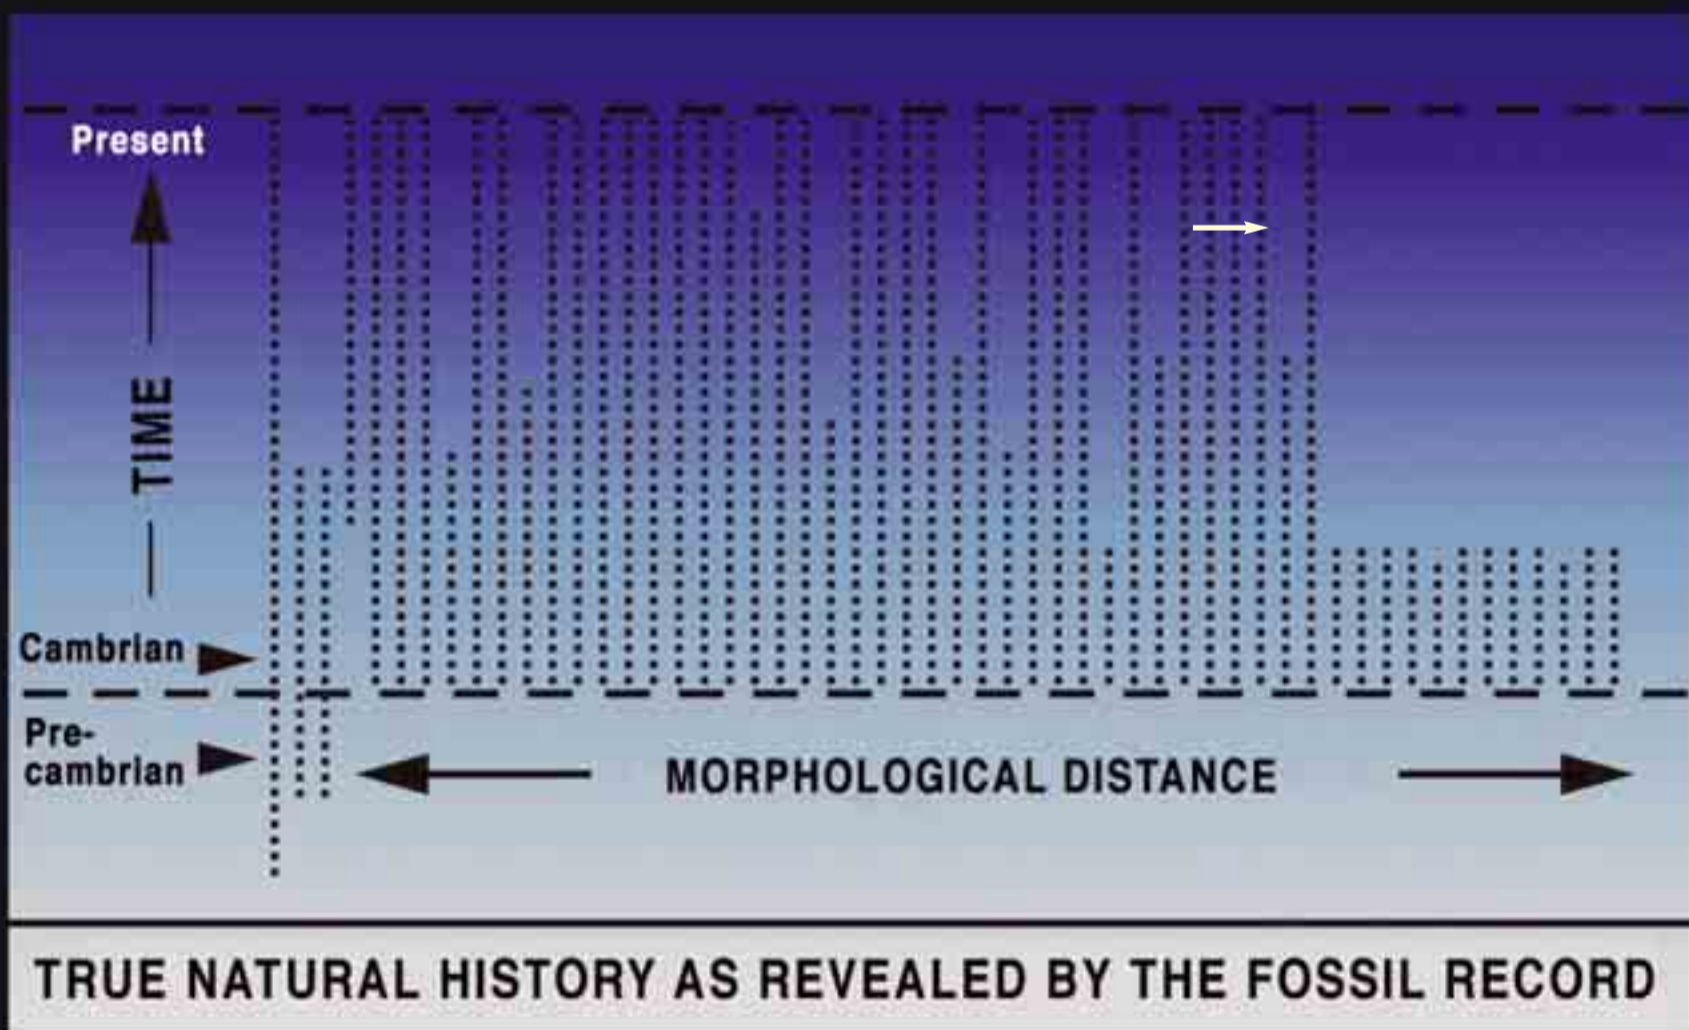 Present
TIME
Cambrian
Pre-
cambrian
MORPHOLOGICAL DISTANCE
TRUE NATURAL HISTORY AS REVEALED BY THE FOSSIL RECORD